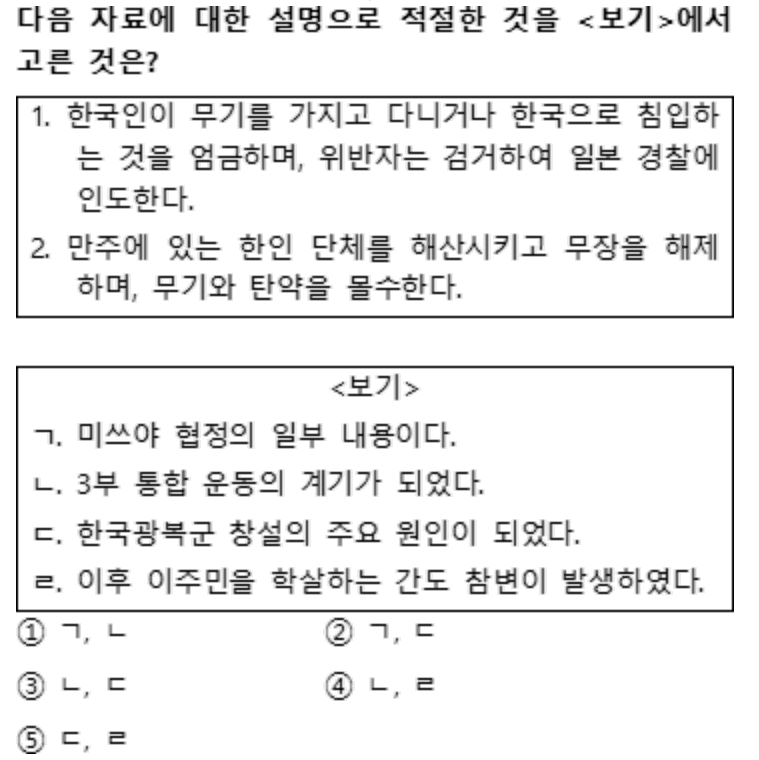 다음 자료에 대한 설명으로 적절한 것을 <보기>에서
고른 것은?
1. 한국인이 무기를 가지고 다니거나 한국으로 침입하
는 것을 엄금하며, 위반자는 검거하여 일본 경찰에
인도한다.
2. 만주에 있는 한인 단체를 해산시키고 무장을 해제
하며, 무기와 탄약을 몰수한다.
<보기>
ㄱ. 미쓰야 협정의 일부 내용이다.
ㄴ. 3부 통합 운동의 계기가 되었다.
ㄷ. 한국광복군 창설의 주요 원인이 되었다.
ㄹ. 이후 이주민을 학살하는 간도 참변이 발생하였다.
① ㄱ, ㄴ ② ㄱ, ㄷ
③ ㄴ, ㄷ ④ ㄴ, ㄹ
⑤ ㄷ, ㄹ